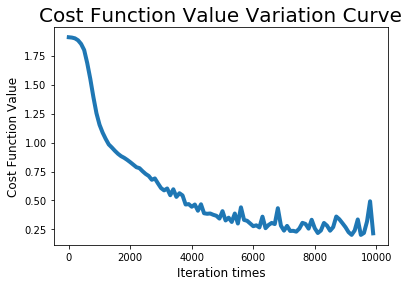 Cost Function Value Variation Curve
Cost Function Value
1.75
1.50
1.25
1.00
0.75
0.50
0.25
0 2000 4000 6000 8000 10000
Iteration times